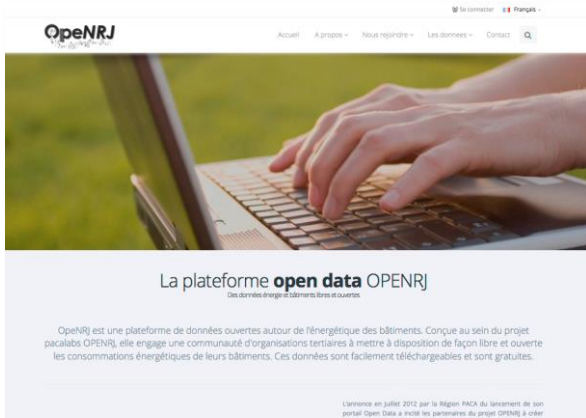 Se connecter Français
OpeNRJ
Accueil A propos Nous rejoindre Les donnees Contact
La plateforme open data OPENRJ
Des données énergie et bâtiments libres et ouvertes
OpeNRJ est une plateforme de données ouvertes autour de l'énergétique des bâtiments. Conçue au sein du projet
pacalabs OPENRJ, elle engage une communauté d'organisations tertiaires à mettre à disposition de façon libre et ouverte
les consommations énergétiques de leurs bâtiments. Ces données sont facilement téléchargeables et sont gratuites.
L'annonce en juillet 2012 par la Région PACA du lancement de son
portail Open Data a incité les partenaires du projet OPENRJ à créer